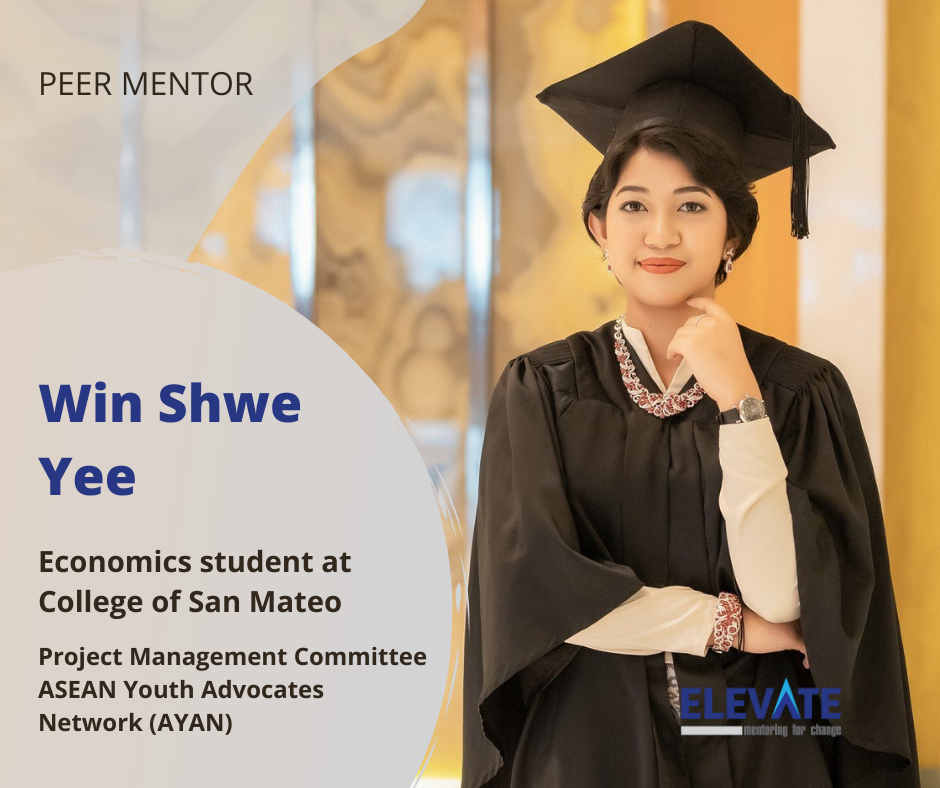 PEER MENTOR
Win Shwe
Yee
Economics student at
College of San Mateo
Project Management Committee
ASEAN Youth Advocates
Network (AYAN)
ELEVATE
mentoring for change